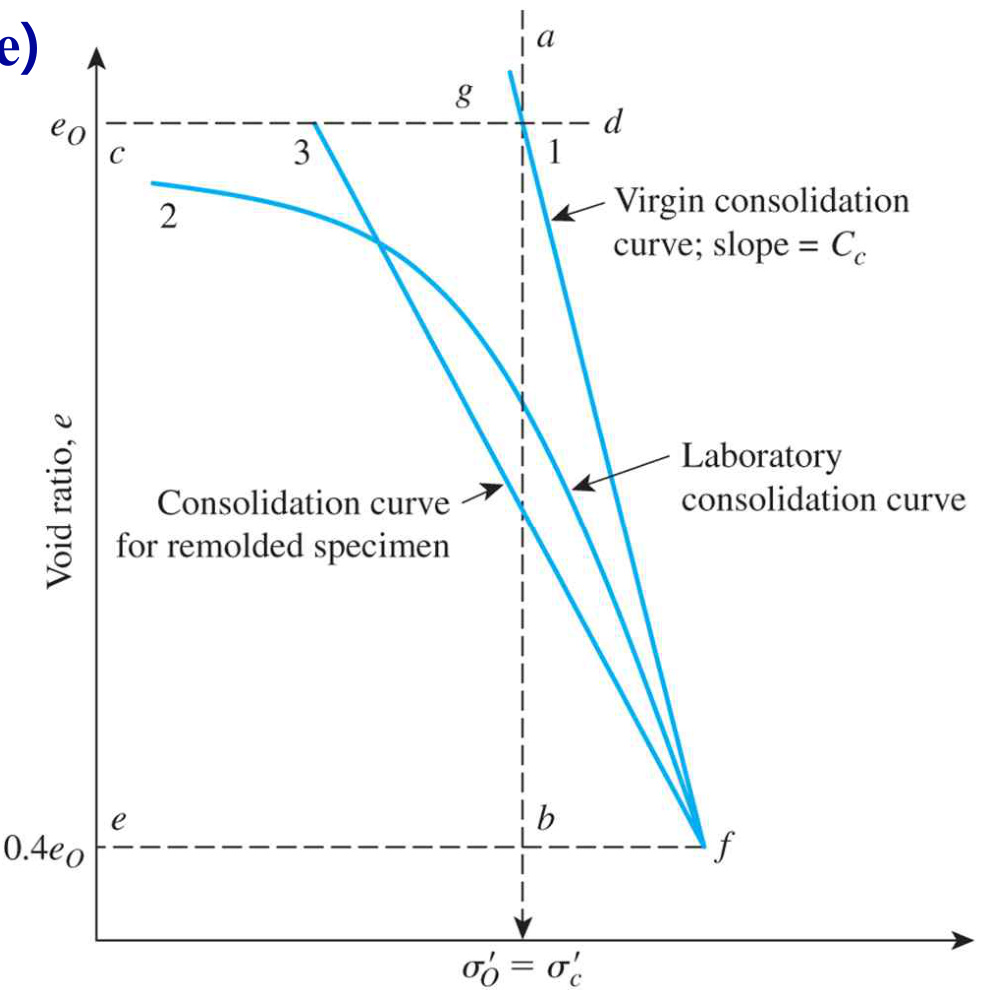 e)
a
g
e_O
d
c
3
1
2
Virgin consolidation
curve; slope = C_c
Void ratio, e
Laboratory
consolidation curve
Consolidation curve
for remolded specimen
e
b
0.4e_O
f
σ′_O = σ′_c